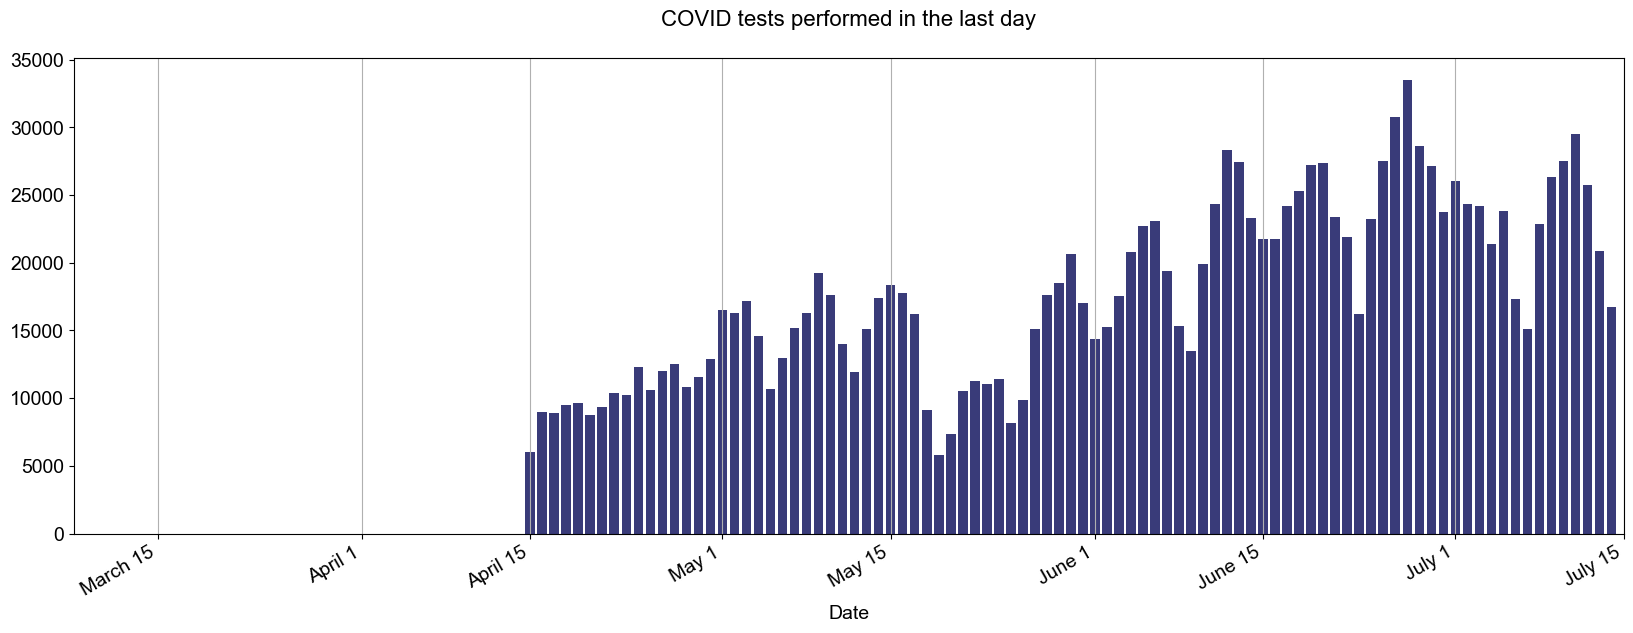 COVID tests performed in the last day
35000
30000
25000
20000
15000
10000
5000
0
March 15
April 1
April 15
May 1
May 15
June 1
June 15
July 1
July 15
Date